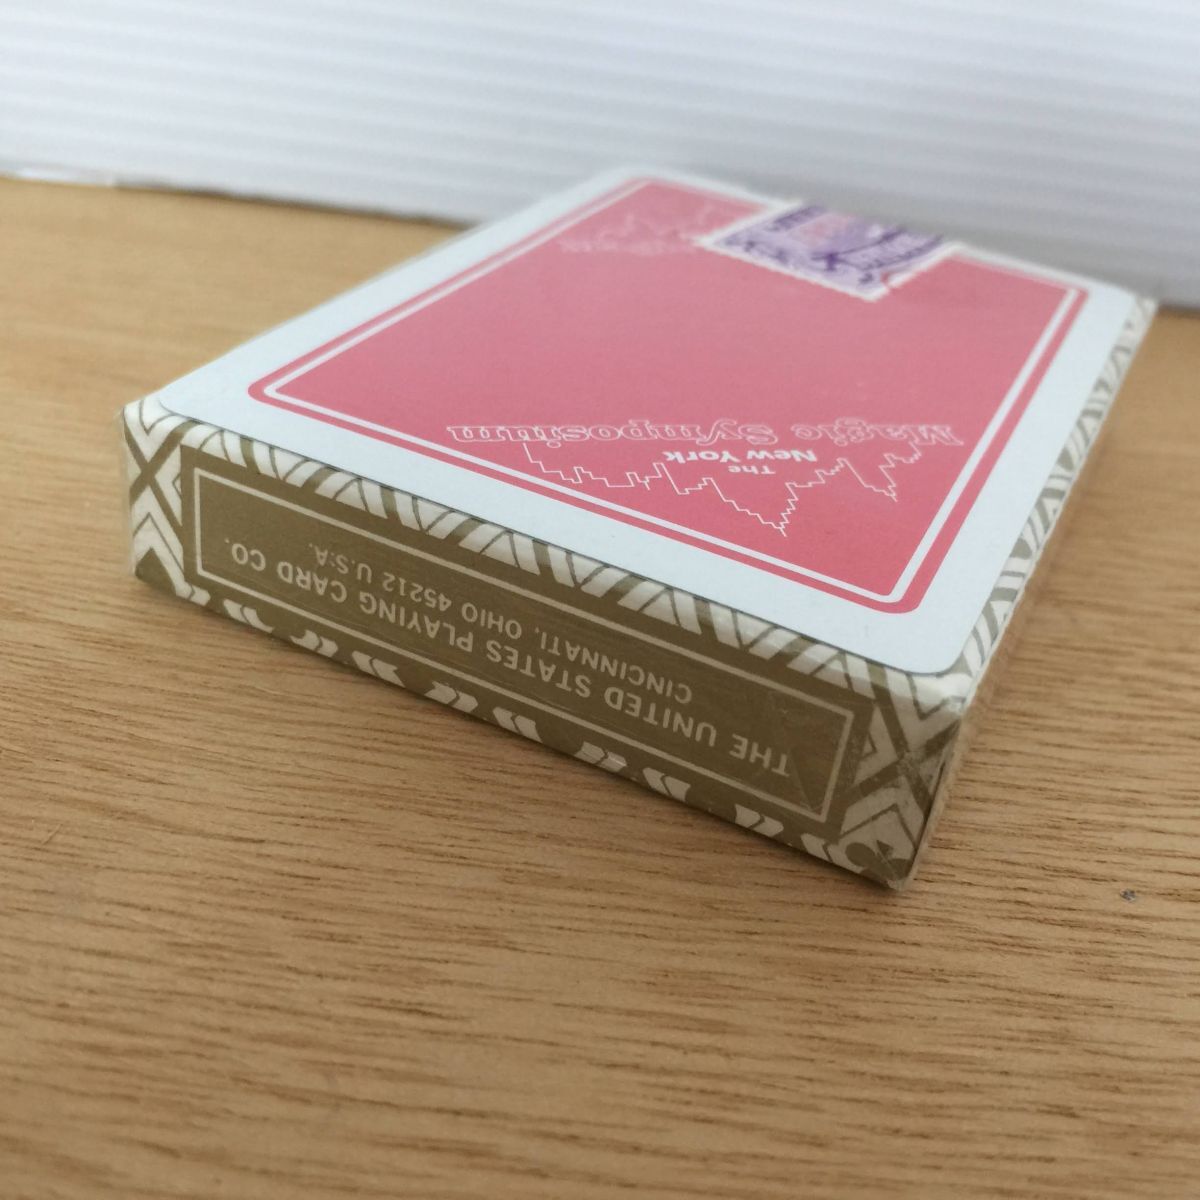 The
New York
Magic Symposium
THE UNITED STATES PLAYING CARD CO.
CINCINNATI, OHIO 45212 U.S.A.